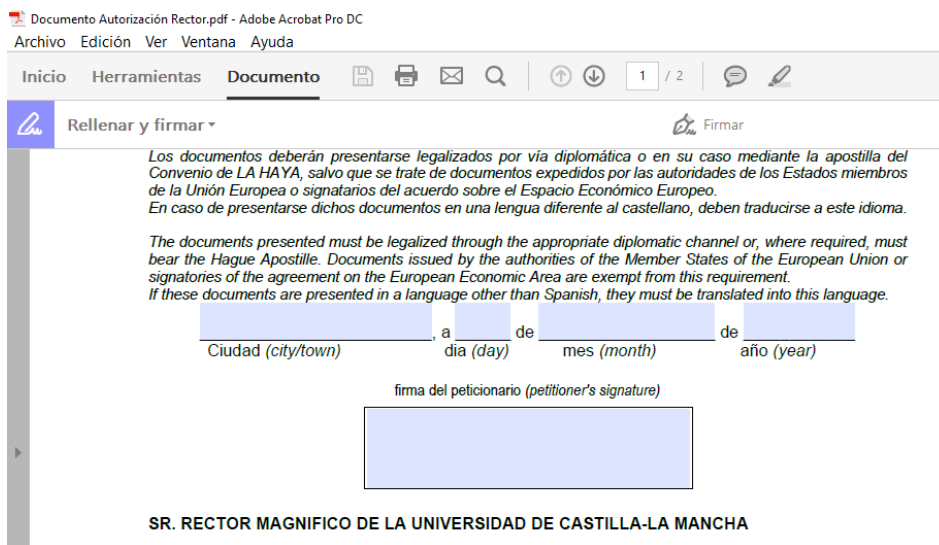 Documento Autorización Rector.pdf - Adobe Acrobat Pro DC
Archivo Edición Ver Ventana Ayuda
Inicio Herramientas Documento 1 / 2
Rellenar y firmar Firmar
Los documentos deberán presentarse legalizados por vía diplomática o en su caso mediante la apostilla del
Convenio de LA HAYA, salvo que se trate de documentos expedidos por las autoridades de los Estados miembros
de la Unión Europea o signatarios del acuerdo sobre el Espacio Económico Europeo.
En caso de presentarse dichos documentos en una lengua diferente al castellano, deben traducirse a este idioma.
The documents presented must be legalized through the appropriate diplomatic channel or, where required, must
bear the Hague Apostille. Documents issued by the authorities of the Member States of the European Union or
signatories of the agreement on the European Economic Area are exempt from this requirement.
If these documents are presented in a language other than Spanish, they must be translated into this language.
, a de de
Ciudad (city/town) dia (day) mes (month) año (year)
firma del peticionario (petitioner's signature)
SR. RECTOR MAGNIFICO DE LA UNIVERSIDAD DE CASTILLA-LA MANCHA